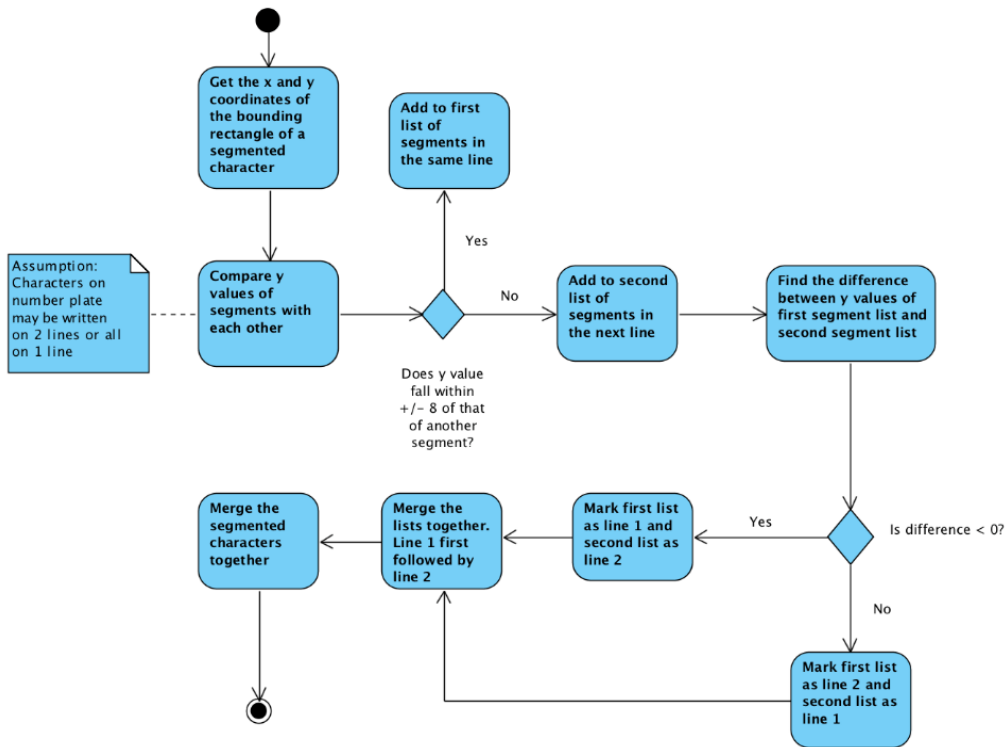 Get the x and y
coordinates of
the bounding
rectangle of a
segmented
character
Add to first
list of
segments in
the same line
Yes
Assumption:
Characters on
number plate
may be written
on 2 lines or all
on 1 line
Compare y
values of
segments with
each other
No
Add to second
list of
segments in
the next line
Find the difference
between y values of
first segment list and
second segment list
Does y value
fall within
+/- 8 of that
of another
segment?
Merge the
segmented
characters
together
Merge the
lists together.
Line 1 first
followed by
line 2
Mark first list
as line 1 and
second list as
line 2
Yes
Is difference < 0?
No
Mark first list
as line 2 and
second list as
line 1